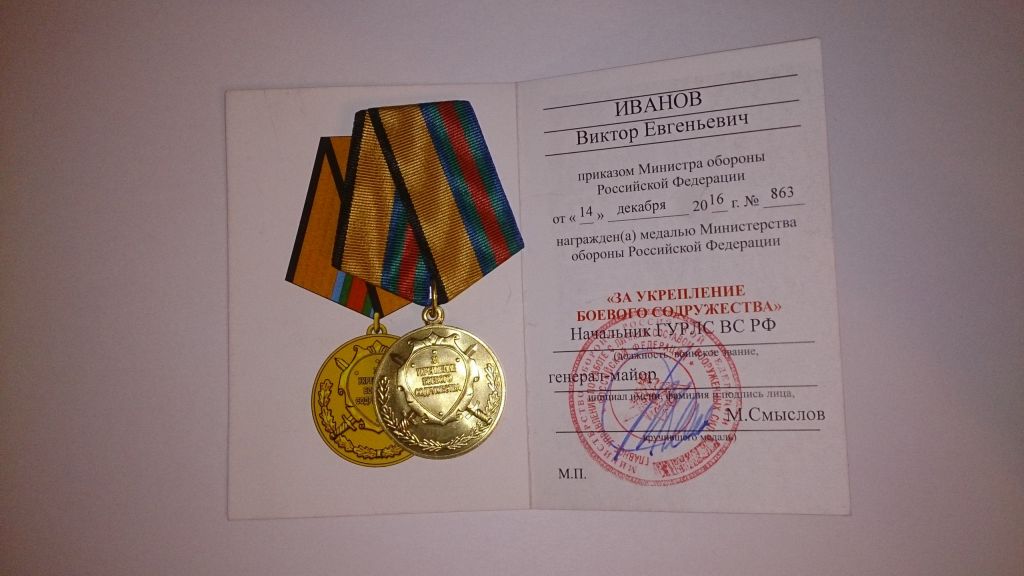 ИВАНОВ
Виктор Евгеньевич
приказом Министра обороны
Российской Федерации
от « 14 » декабря 2016 г. № 863
награжден(а) медалью Министерства
обороны Российской Федерации
«ЗА УКРЕПЛЕНИЕ
БОЕВОГО СОДРУЖЕСТВА»
Начальник ГУРЛС ВС РФ
(должность, воинское звание,
генерал-майор
инициал имени, фамилия и подпись лица,
М.Смыслов
вручившего медаль)
М.П.